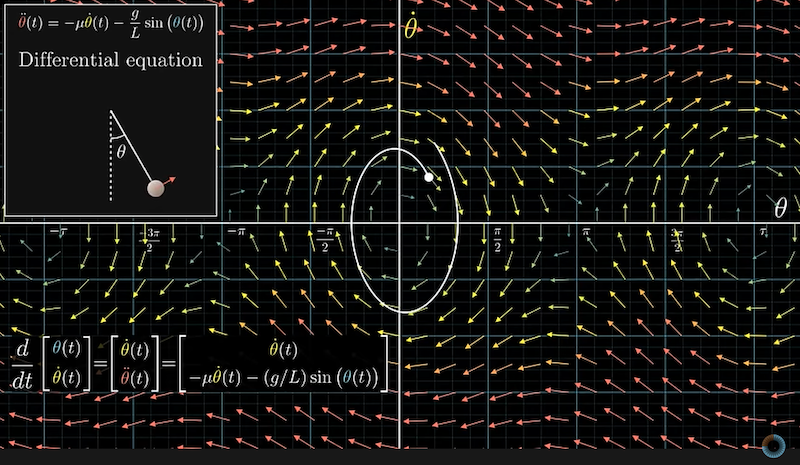 θ̈(t) = −μθ̇(t) − g/L sin (θ(t))
Differential equation
θ
θ̇
θ
−τ −3π/2 −π −π/2 π/2 π 3π/2 τ
d/dt [θ(t) θ̇(t)] = [θ̇(t) θ̈(t)] = [θ̇(t) −μθ̇(t) − (g/L) sin (θ(t))]